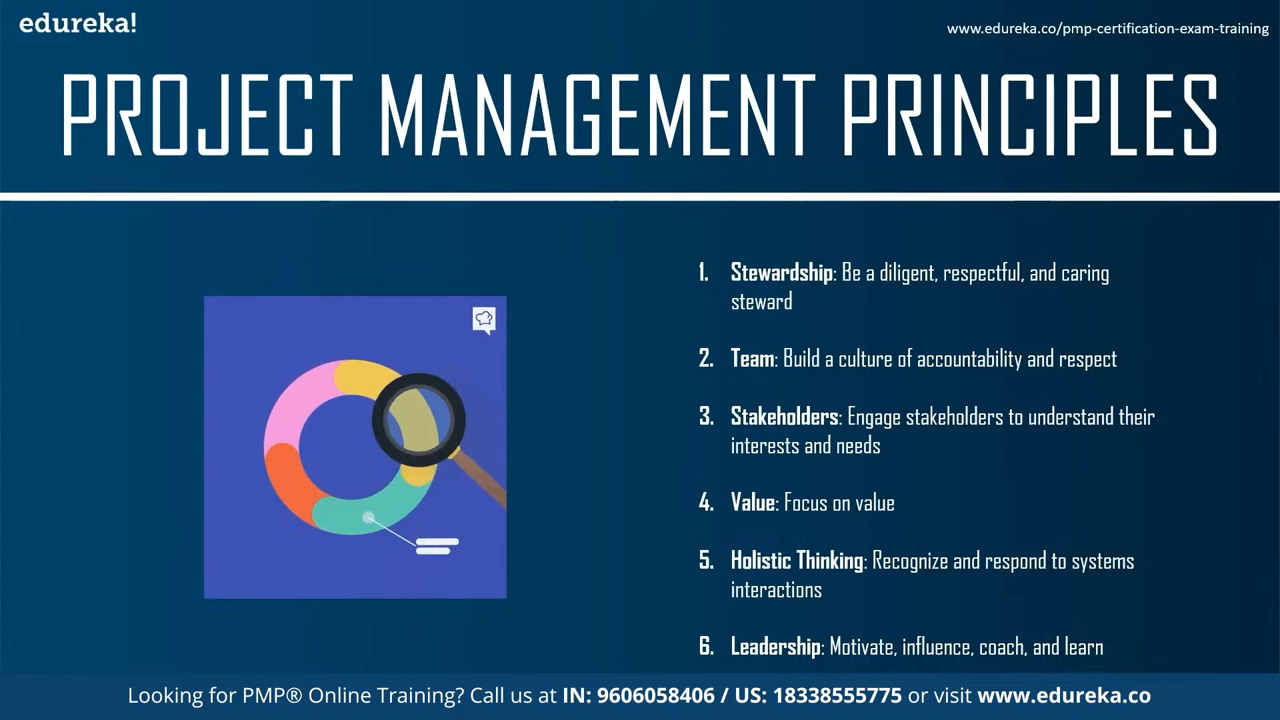 edureka!
www.edureka.co/pmp-certification-exam-training
PROJECT MANAGEMENT PRINCIPLES
1. Stewardship: Be a diligent, respectful, and caring
steward
2. Team: Build a culture of accountability and respect
3. Stakeholders: Engage stakeholders to understand their
interests and needs
4. Value: Focus on value
5. Holistic Thinking: Recognize and respond to systems
interactions
6. Leadership: Motivate, influence, coach, and learn
Looking for PMP® Online Training? Call us at IN: 9606058406 / US: 18338555775 or visit www.edureka.co